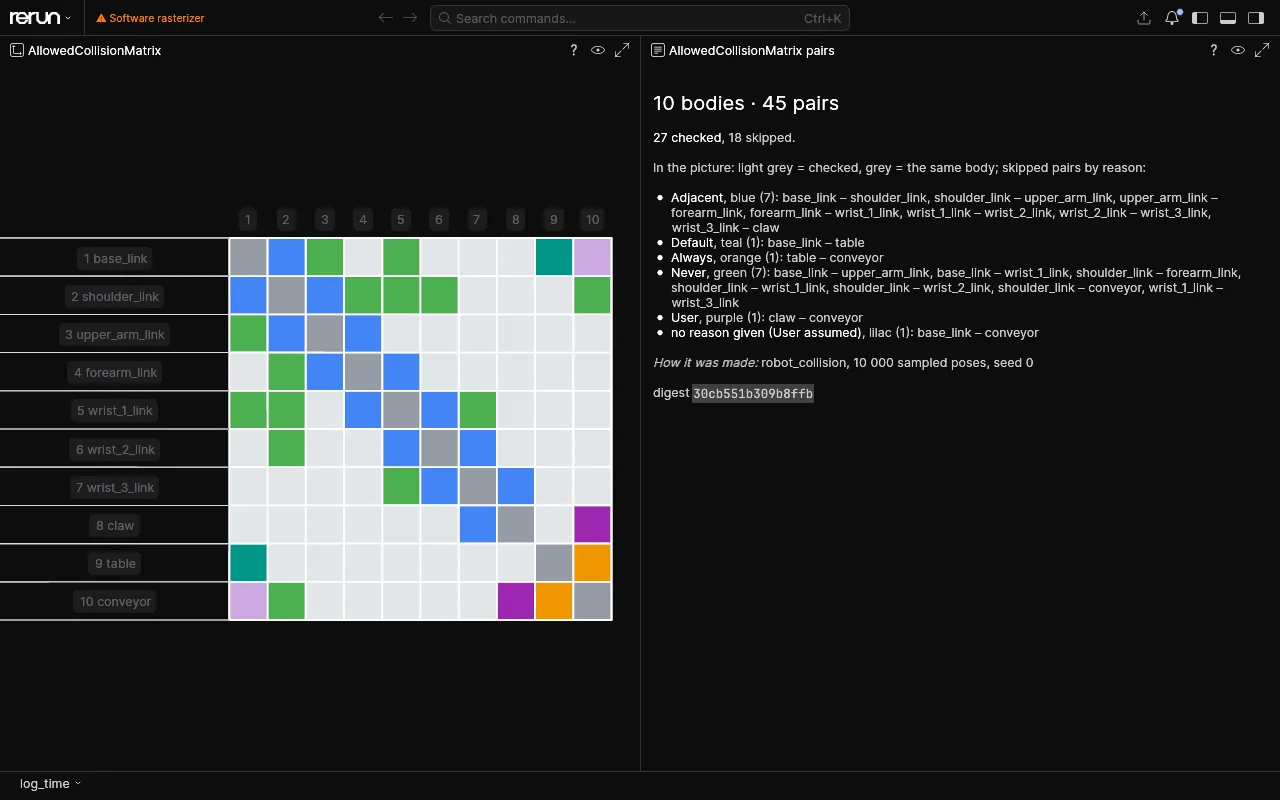 rerun
Software rasterizer
Search commands...
Ctrl+K
AllowedCollisionMatrix
?
AllowedCollisionMatrix pairs
?
1 2 3 4 5 6 7 8 9 10
1 base_link
2 shoulder_link
3 upper_arm_link
4 forearm_link
5 wrist_1_link
6 wrist_2_link
7 wrist_3_link
8 claw
9 table
10 conveyor
10 bodies · 45 pairs
27 checked, 18 skipped.
In the picture: light grey = checked, grey = the same body; skipped pairs by reason:
• Adjacent, blue (7): base_link – shoulder_link, shoulder_link – upper_arm_link, upper_arm_link –
forearm_link, forearm_link – wrist_1_link, wrist_1_link – wrist_2_link, wrist_2_link – wrist_3_link,
wrist_3_link – claw
• Default, teal (1): base_link – table
• Always, orange (1): table – conveyor
• Never, green (7): base_link – upper_arm_link, base_link – wrist_1_link, shoulder_link – forearm_link,
shoulder_link – wrist_1_link, shoulder_link – wrist_2_link, shoulder_link – conveyor, wrist_1_link –
wrist_3_link
• User, purple (1): claw – conveyor
• no reason given (User assumed), lilac (1): base_link – conveyor
How it was made: robot_collision, 10 000 sampled poses, seed 0
digest 30cb551b309b8ffb
log_time